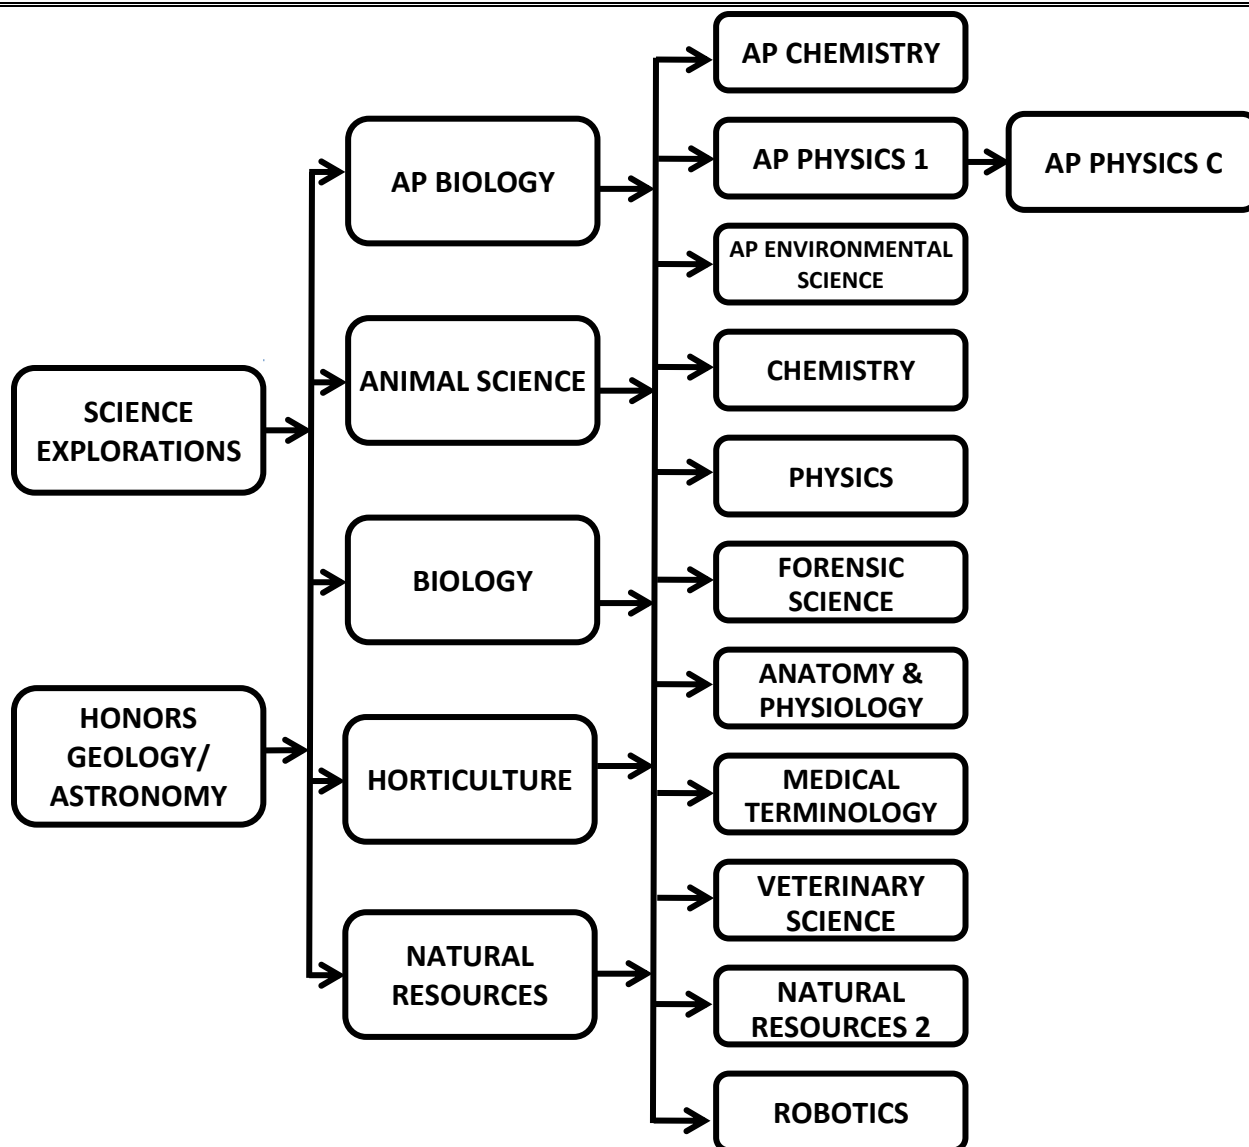 SCIENCE
EXPLORATIONS
HONORS
GEOLOGY/
ASTRONOMY
AP BIOLOGY
ANIMAL SCIENCE
BIOLOGY
HORTICULTURE
NATURAL
RESOURCES
AP CHEMISTRY
AP PHYSICS 1
AP ENVIRONMENTAL
SCIENCE
CHEMISTRY
PHYSICS
FORENSIC
SCIENCE
ANATOMY &
PHYSIOLOGY
MEDICAL
TERMINOLOGY
VETERINARY
SCIENCE
NATURAL
RESOURCES 2
ROBOTICS
AP PHYSICS C